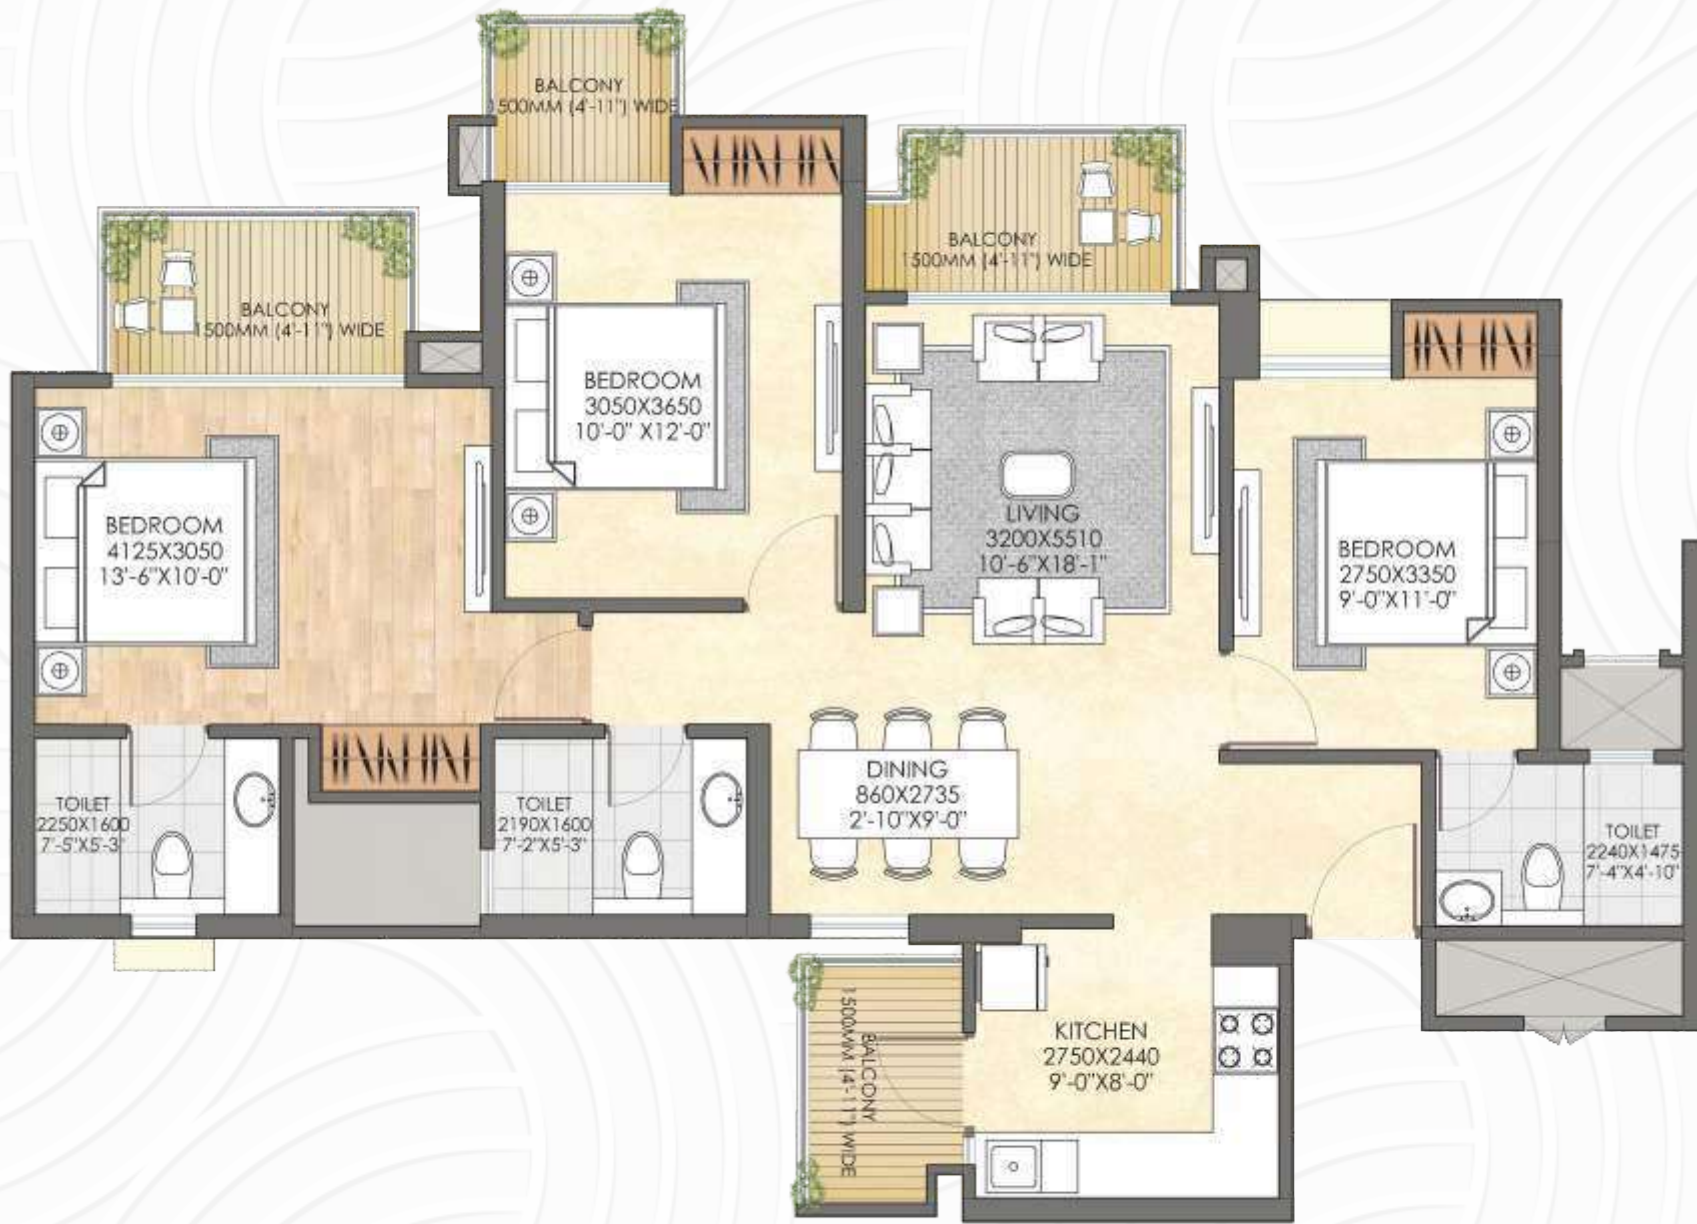 BALCONY
1500MM (4'-11") WIDE
BALCONY
1500MM (4'-11") WIDE
BALCONY
1500MM (4'-11") WIDE
BEDROOM
3050X3650
10'-0" X12'-0"
BEDROOM
4125X3050
13'-6"X10'-0"
LIVING
3200X5510
10'-6"X18'-1"
BEDROOM
2750X3350
9'-0"X11'-0"
TOILET
2250X1600
7'-5"X5'-3"
TOILET
2190X1600
7'-2"X5'-3"
DINING
860X2735
2'-10"X9'-0"
TOILET
2240X1475
7'-4"X4'-10"
BALCONY
1500MM (4'-11") WIDE
KITCHEN
2750X2440
9'-0"X8'-0"